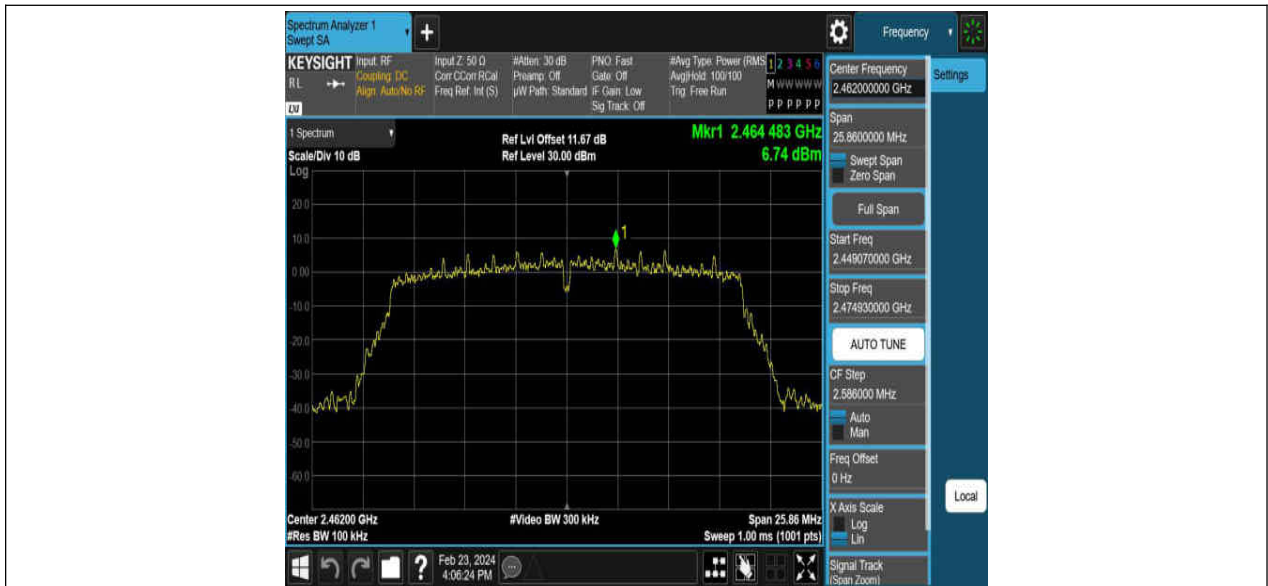 Spectrum Analyzer 1
Swept SA
+
Frequency
KEYSIGHT
RL
LXI
Input: RF
Coupling: DC
Align: Auto/No RF
Input Z: 50 Ω
Corr CCorr RCal
Freq Ref: Int (S)
#Atten: 30 dB
Preamp: Off
µW Path: Standard
PNO: Fast
Gate: Off
IF Gain: Low
Sig Track: Off
#Avg Type: Power (RMS
Avg|Hold: 100/100
Trig: Free Run
1 2 3 4 5 6
M W W W W W
P P P P P P
1 Spectrum
Scale/Div 10 dB
Ref Lvl Offset 11.67 dB
Ref Level 30.00 dBm
Mkr1 2.464 483 GHz
6.74 dBm
Log
20.0
10.0
0.00
-10.0
-20.0
-30.0
-40.0
-50.0
-60.0
1
Center 2.46200 GHz
#Res BW 100 kHz
#Video BW 300 kHz
Span 25.86 MHz
Sweep 1.00 ms (1001 pts)
?
Feb 23, 2024
4:06:24 PM
Center Frequency
2.462000000 GHz
Span
25.8600000 MHz
Swept Span
Zero Span
Full Span
Start Freq
2.449070000 GHz
Stop Freq
2.474930000 GHz
AUTO TUNE
CF Step
2.586000 MHz
Auto
Man
Freq Offset
0 Hz
X Axis Scale
Log
Lin
Signal Track
(Span Zoom)
Settings
Local